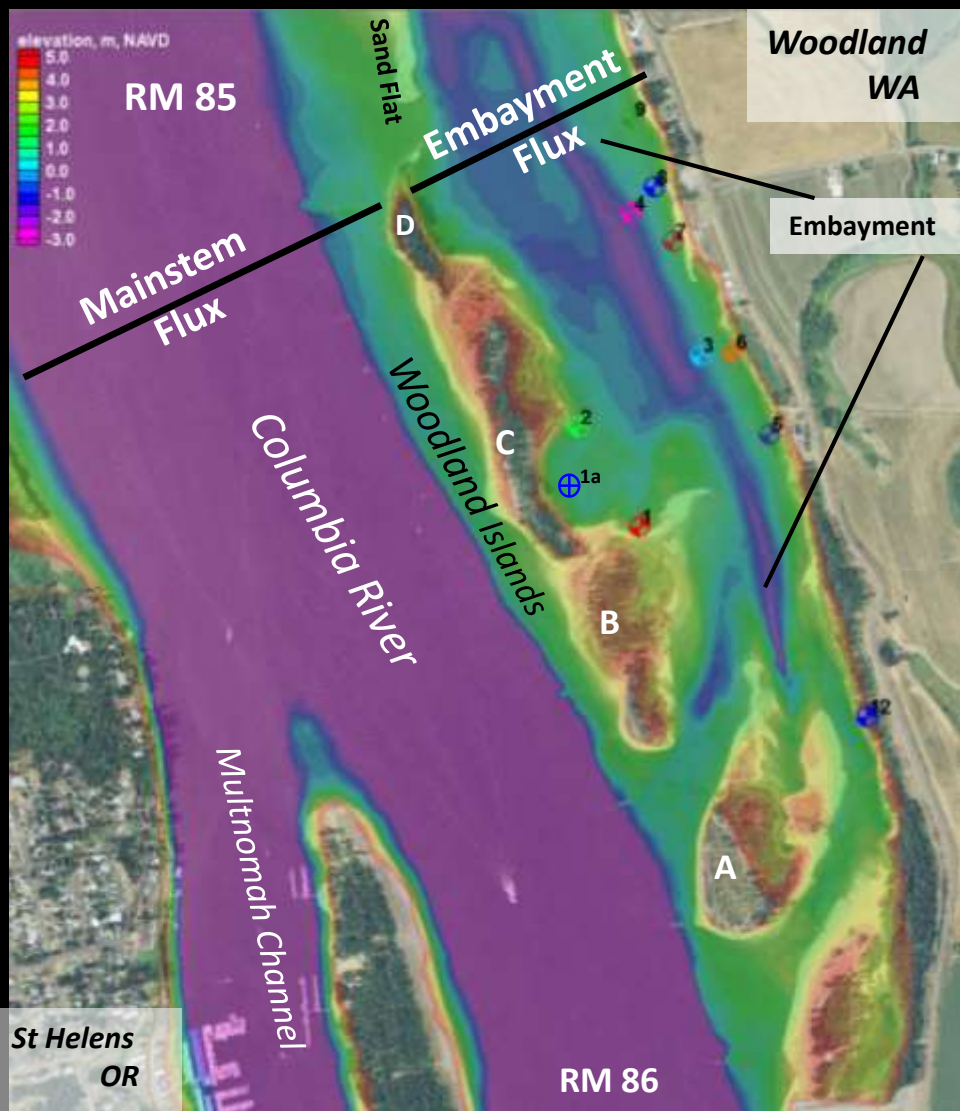 elevation, m, NAVD
5.0
4.0
3.0
2.0
1.0
0.0
-1.0
-2.0
-3.0
RM 85
Sand Flat
Woodland
WA
Embayment
Flux
9
8
4
7
Embayment
D
Mainstem
Flux
3
6
Woodland Islands
2
5
C
1a
1
Columbia River
B
12
Multnomah Channel
A
St Helens
OR
RM 86